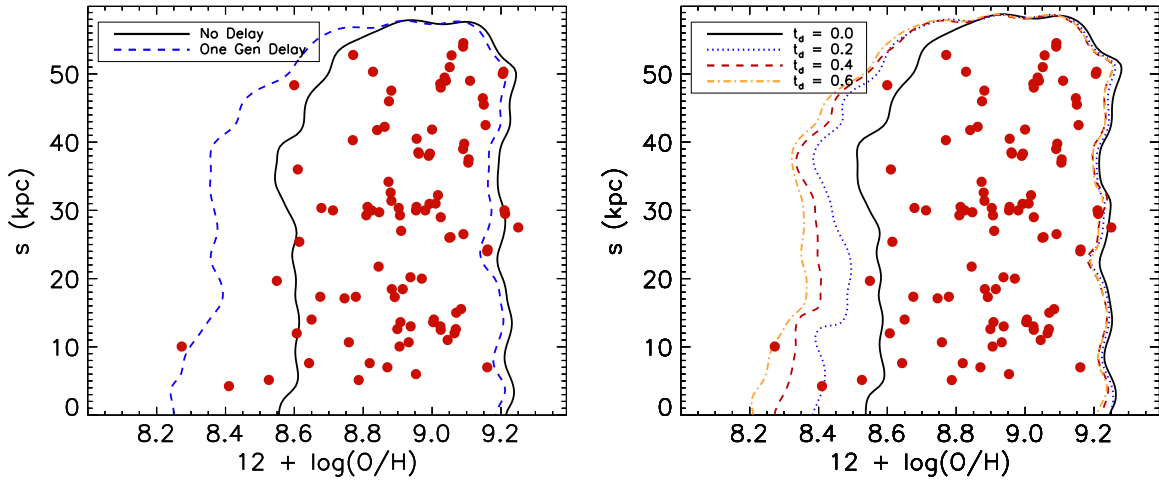 No Delay
One Gen Delay
50
40
30
20
10
0
s (kpc)
8.2 8.4 8.6 8.8 9.0 9.2
12 + log(O/H)
t_d = 0.0
t_d = 0.2
t_d = 0.4
t_d = 0.6
50
40
30
20
10
0
s (kpc)
8.2 8.4 8.6 8.8 9.0 9.2
12 + log(O/H)